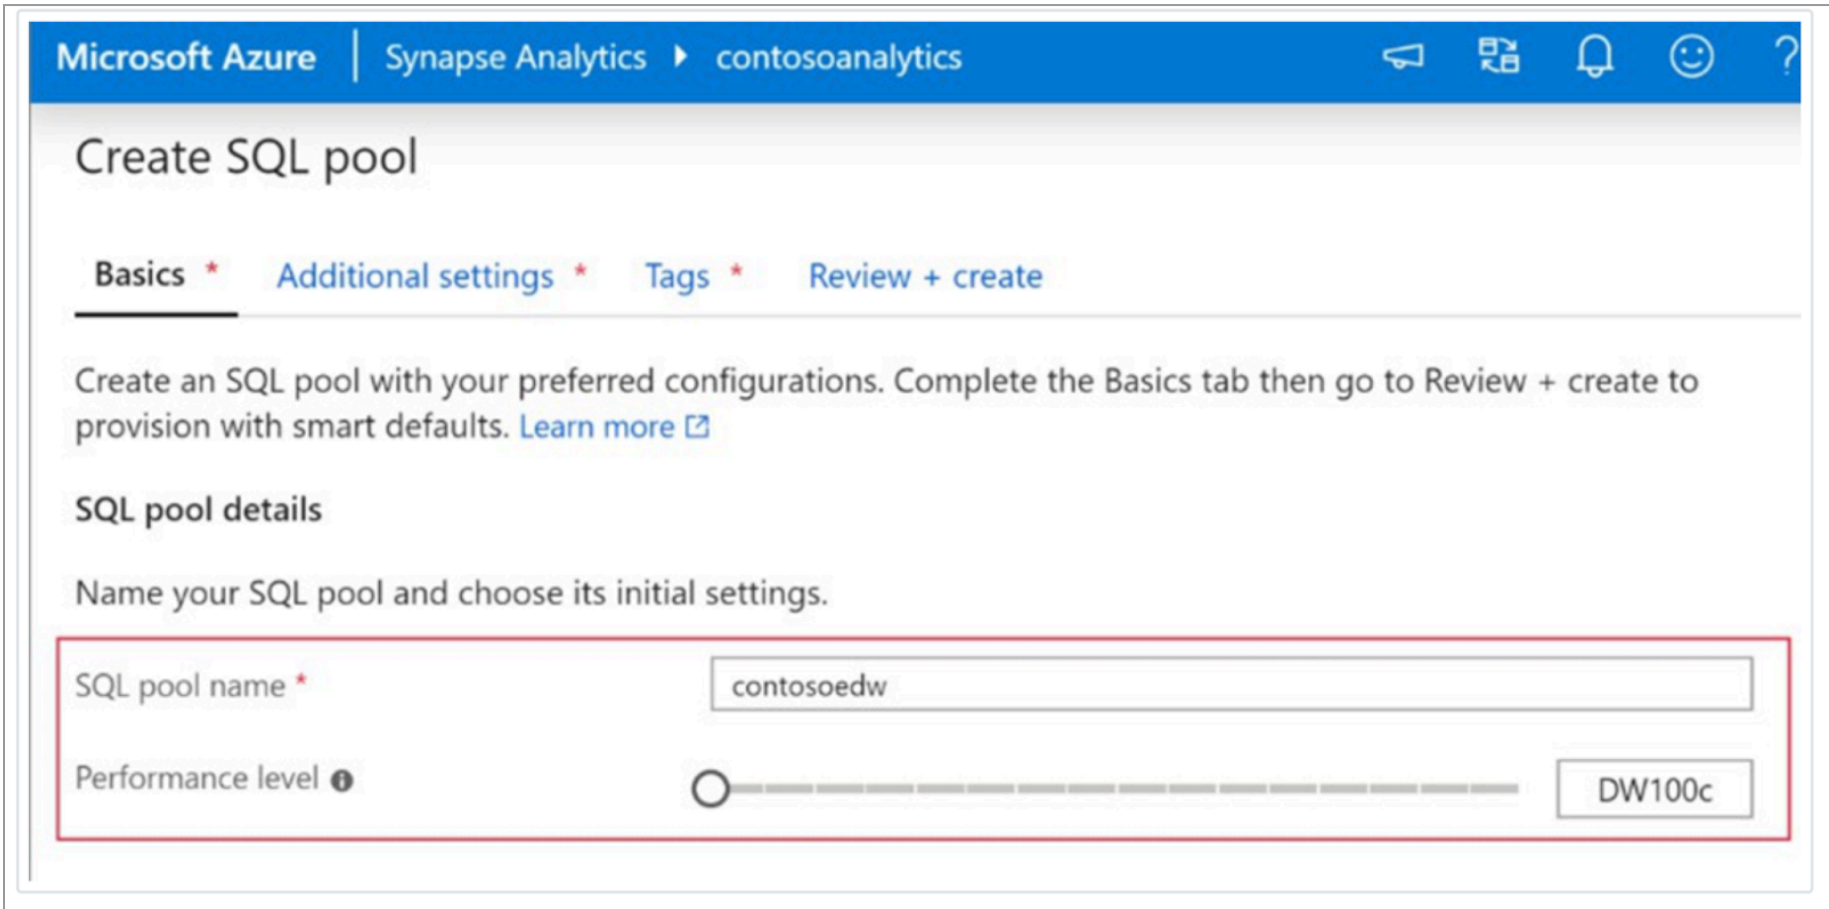 Microsoft Azure | Synapse Analytics ▸ contosoanalytics ?
Create SQL pool
Basics * Additional settings * Tags * Review + create
Create an SQL pool with your preferred configurations. Complete the Basics tab then go to Review + create to
provision with smart defaults. Learn more
SQL pool details
Name your SQL pool and choose its initial settings.
SQL pool name * contosoedw
Performance level DW100c